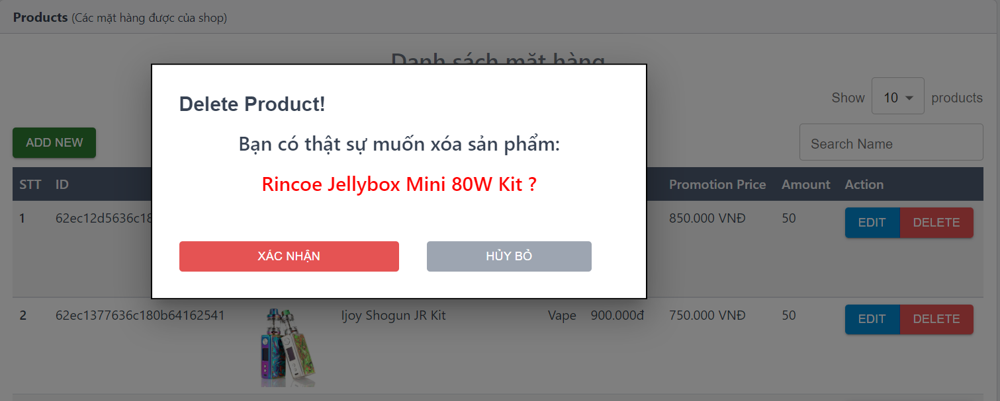 Products (Các mặt hàng được của shop)
Danh sách mặt hàng
Show 10 products
ADD NEW
Search Name
Delete Product!
Bạn có thật sự muốn xóa sản phẩm:
Rincoe Jellybox Mini 80W Kit ?
XÁC NHẬN HỦY BỎ
STT ID Promotion Price Amount Action
1 62ec12d5636c18 850.000 VNĐ 50 EDIT DELETE
2 62ec1377636c180b64162541 Ijoy Shogun JR Kit Vape 900.000đ 750.000 VNĐ 50 EDIT DELETE